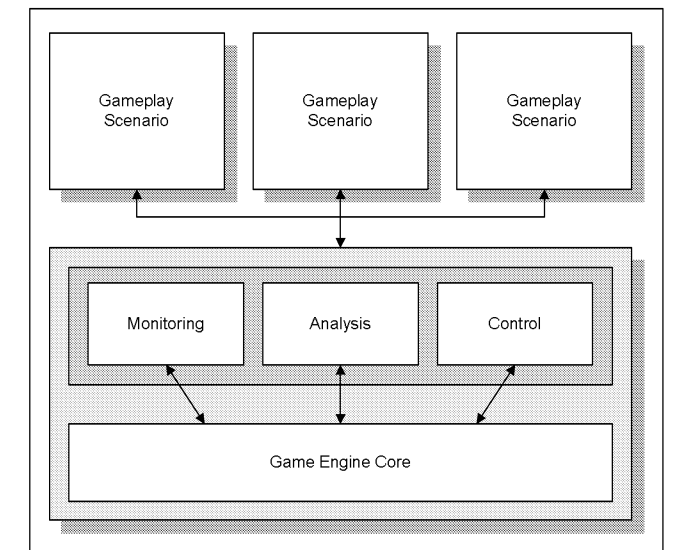 Gameplay
Scenario
Gameplay
Scenario
Gameplay
Scenario
Monitoring
Analysis
Control
Game Engine Core